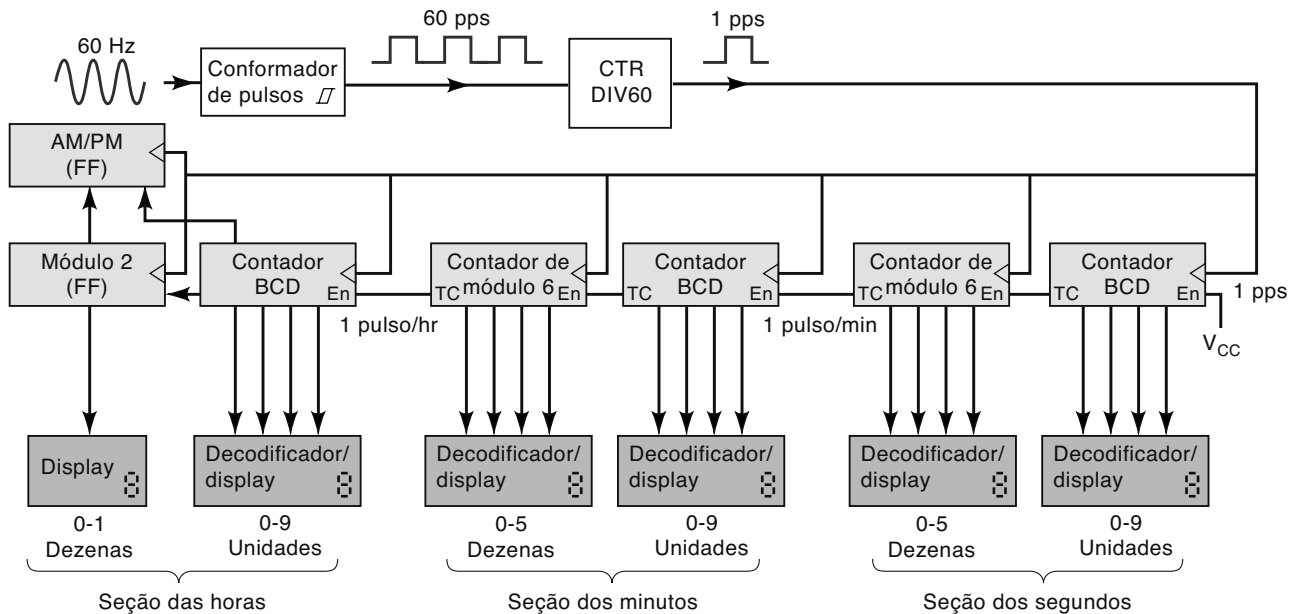 60 pps
1 pps
60 Hz
Conformador
de pulsos
CTR
DIV60
AM/PM
(FF)
Módulo 2
(FF)
Contador
BCD
En
Contador de
módulo 6
TC
En
Contador
BCD
TC
En
Contador de
módulo 6
TC
En
Contador
BCD
TC
En
1 pps
1 pulso/hr
1 pulso/min
VCC
Display
Decodificador/
display
Decodificador/
display
Decodificador/
display
Decodificador/
display
Decodificador/
display
0-1
Dezenas
0-9
Unidades
0-5
Dezenas
0-9
Unidades
0-5
Dezenas
0-9
Unidades
Seção das horas
Seção dos minutos
Seção dos segundos